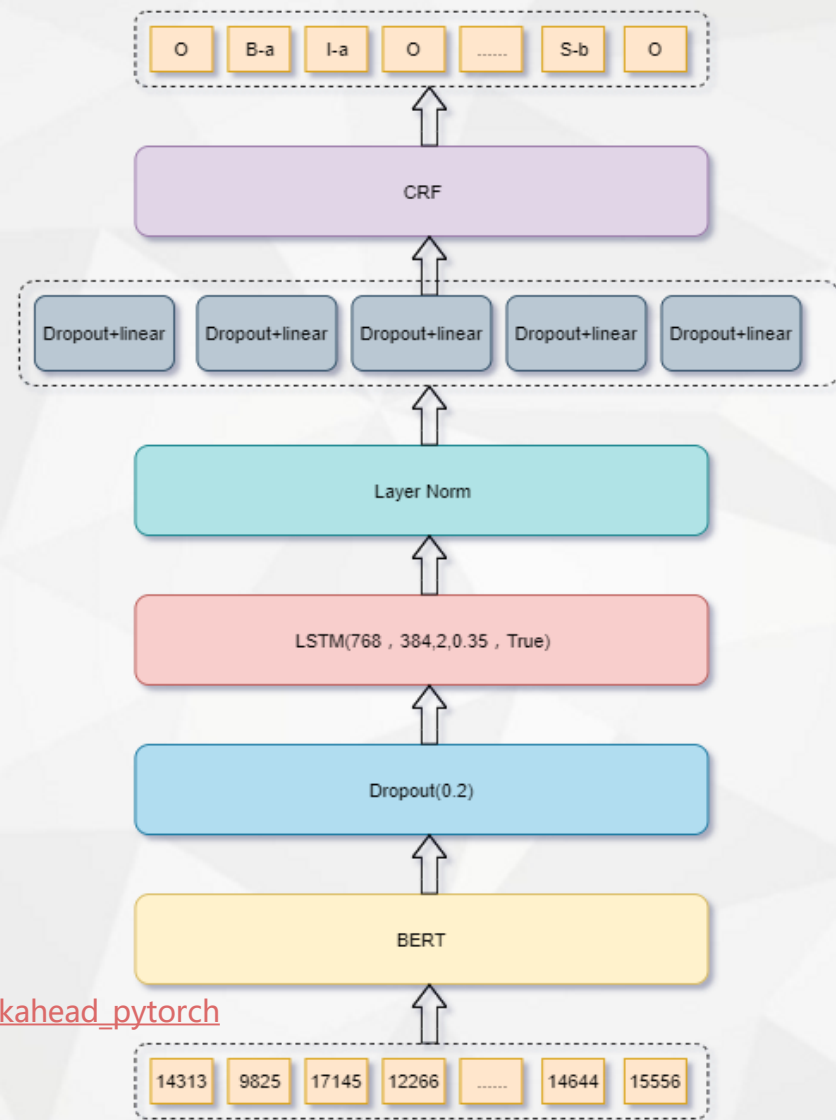 O B-a I-a O ...... S-b O
CRF
Dropout+linear Dropout+linear Dropout+linear Dropout+linear Dropout+linear
Layer Norm
LSTM(768，384,2,0.35，True)
Dropout(0.2)
BERT
kahead_pytorch
14313 9825 17145 12266 ...... 14644 15556